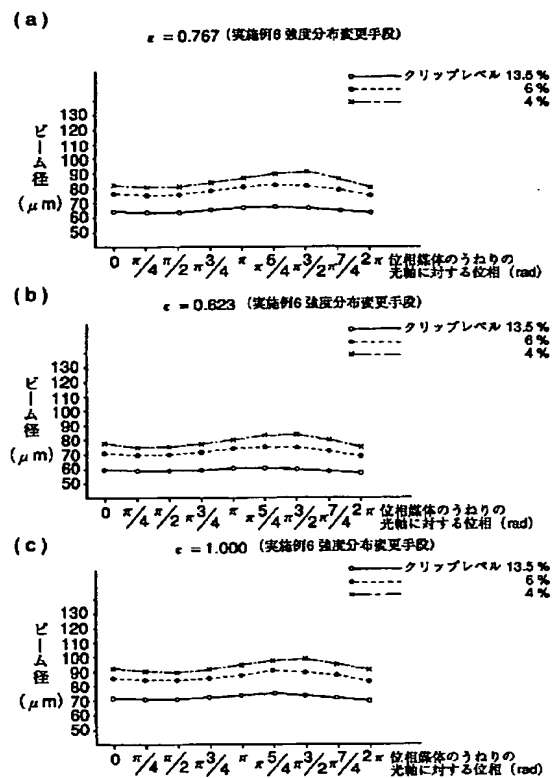 (a)
ε = 0.767 (実施例6 強度分布変更手段)
クリップレベル 13.5 %
6 %
4 %
ビーム径
(μm)
130
120
110
100
90
80
70
60
50
0 π/4 π/2 π3/4 π π5/4 π3/2 π7/4 2π
位相媒体のうねりの
光軸に対する位相 (rad)
(b)
ε = 0.623 (実施例6 強度分布変更手段)
クリップレベル 13.5 %
6 %
4 %
ビーム径
(μm)
130
120
110
100
90
80
70
60
50
0 π/4 π/2 π3/4 π π5/4 π3/2 π7/4 2π
位相媒体のうねりの
光軸に対する位相 (rad)
(c)
ε = 1.000 (実施例6 強度分布変更手段)
クリップレベル 13.5 %
6 %
4 %
ビーム径
(μm)
130
120
110
100
90
80
70
60
50
0 π/4 π/2 π3/4 π π5/4 π3/2 π7/4 2π
位相媒体のうねりの
光軸に対する位相 (rad)